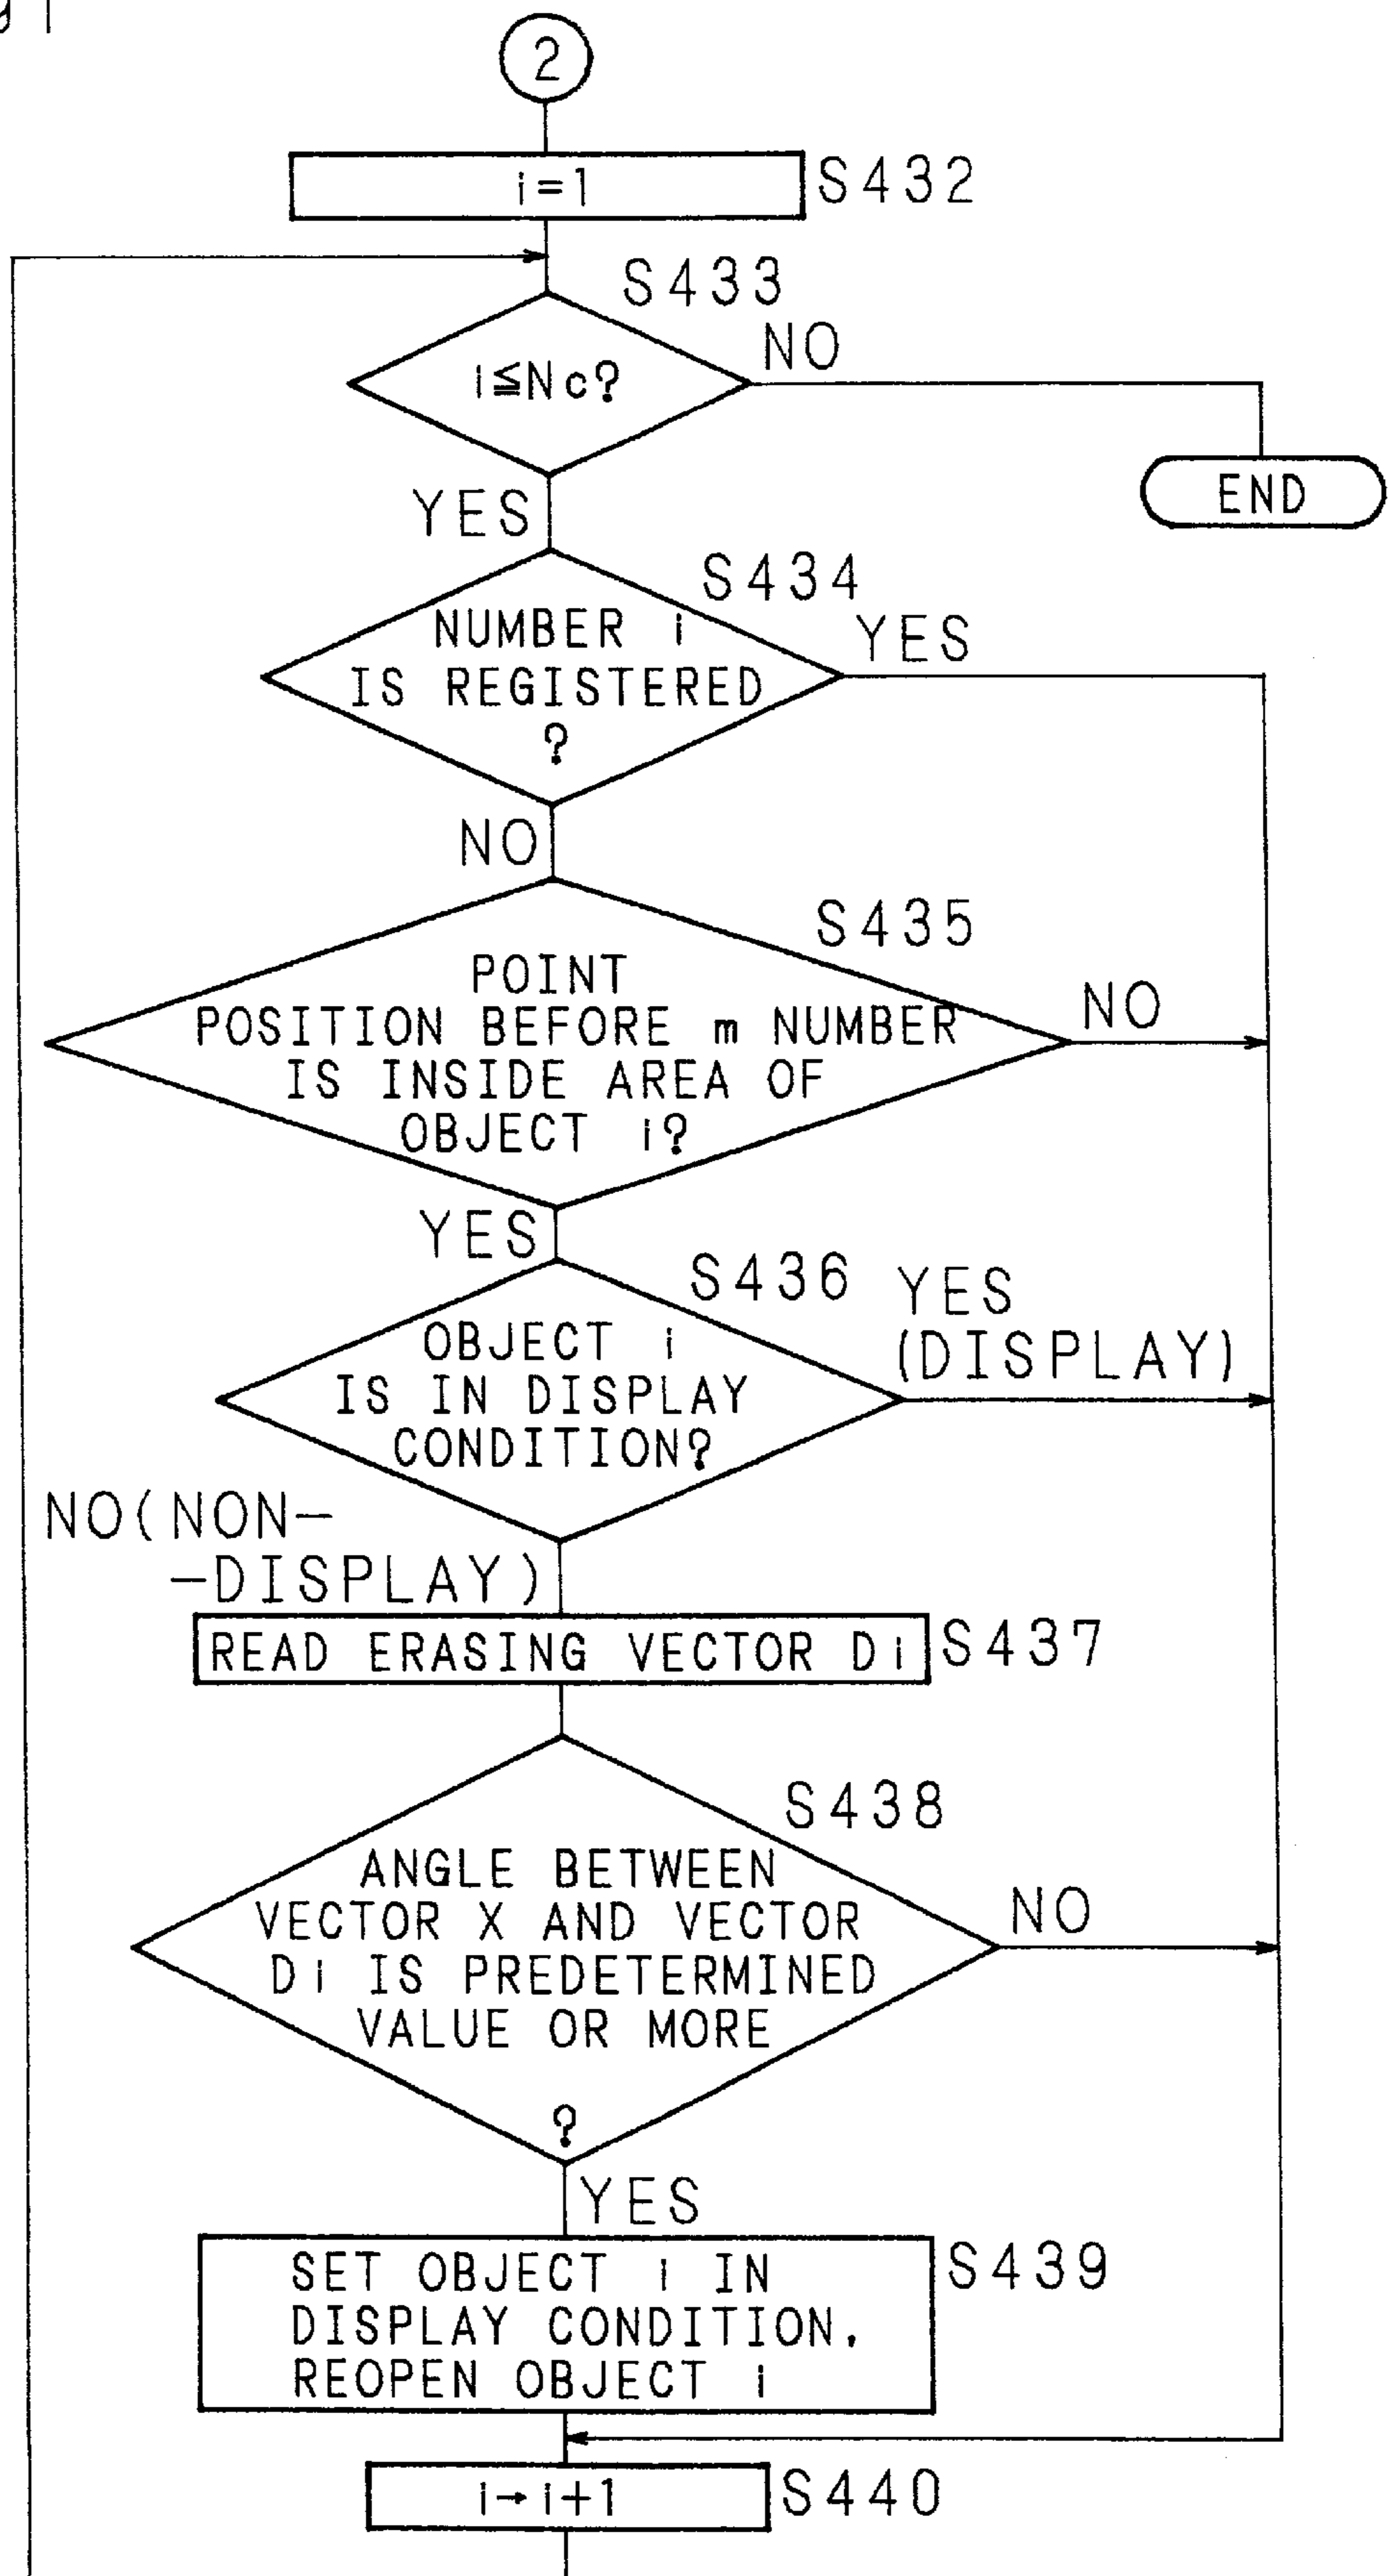 2
i=1
S432
S433
i≦Nc?
NO
END
YES
S434
NUMBER i
IS REGISTERED
?
YES
NO
S435
POINT
POSITION BEFORE m NUMBER
IS INSIDE AREA OF
OBJECT i?
NO
YES
S436
OBJECT i
IS IN DISPLAY
CONDITION?
YES
(DISPLAY)
NO(NON-
-DISPLAY)
READ ERASING VECTOR Di
S437
S438
ANGLE BETWEEN
VECTOR X AND VECTOR
Di IS PREDETERMINED
VALUE OR MORE
?
NO
YES
SET OBJECT i IN
DISPLAY CONDITION.
REOPEN OBJECT i
S439
i→i+1
S440